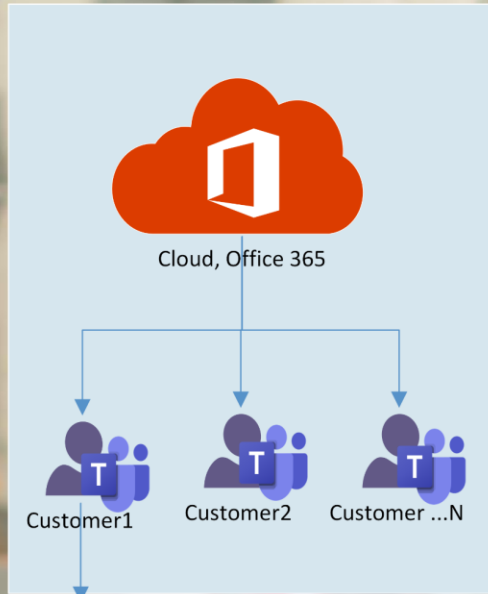 Cloud, Office 365
T
T
T
Customer1
Customer2
Customer ...N